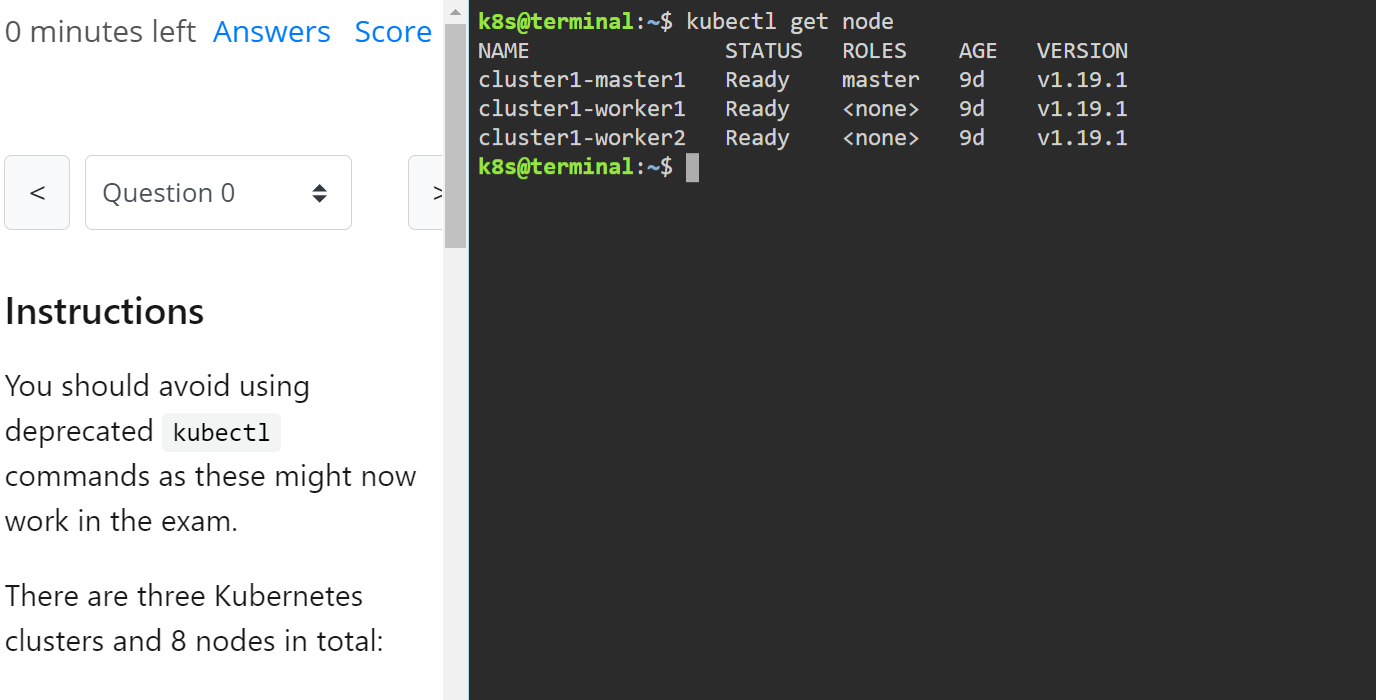 0 minutes left Answers Score
< Question 0 >
Instructions
You should avoid using
deprecated kubectl
commands as these might now
work in the exam.
There are three Kubernetes
clusters and 8 nodes in total:
k8s@terminal:~$ kubectl get node
NAME STATUS ROLES AGE VERSION
cluster1-master1 Ready master 9d v1.19.1
cluster1-worker1 Ready <none> 9d v1.19.1
cluster1-worker2 Ready <none> 9d v1.19.1
k8s@terminal:~$